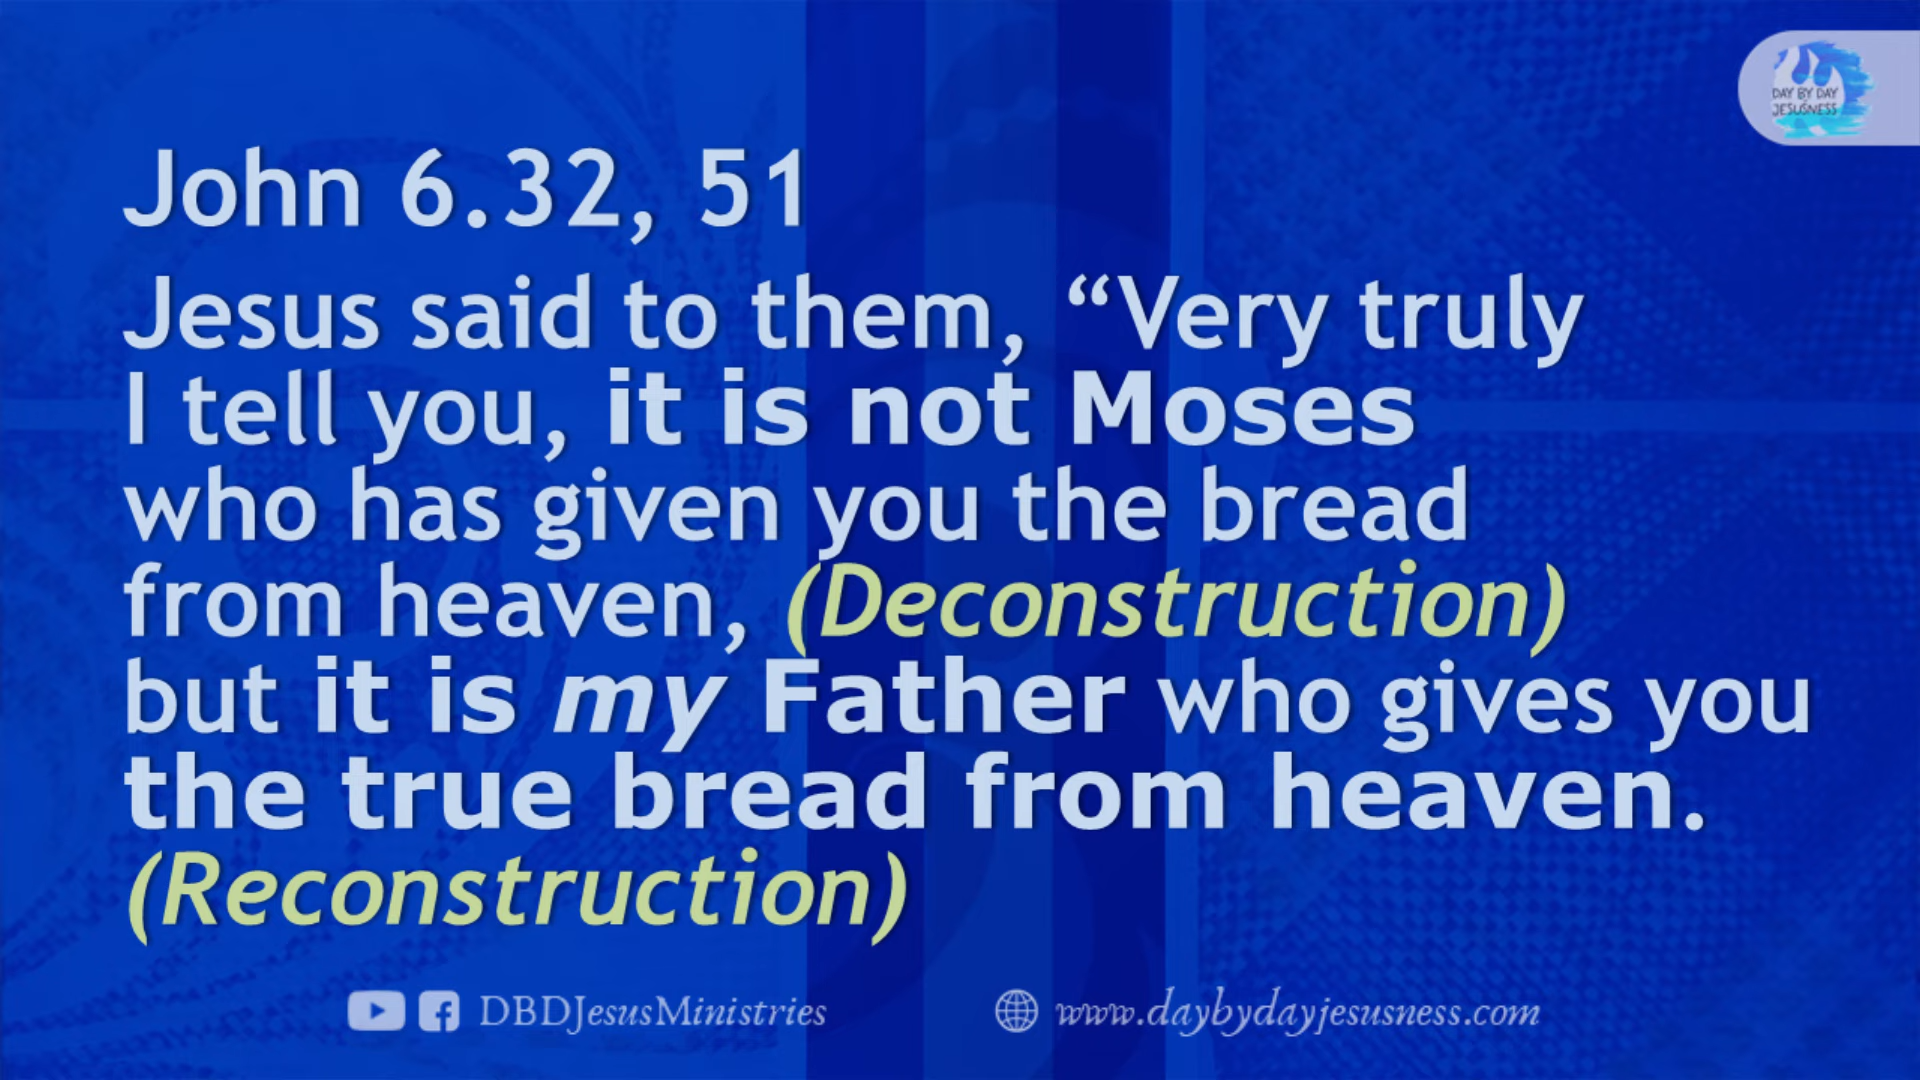 DAY BY DAY
JESUSNESS
John 6.32, 51
Jesus said to them, “Very truly
I tell you, it is not Moses
who has given you the bread
from heaven, (Deconstruction)
but it is my Father who gives you
the true bread from heaven.
(Reconstruction)
DBDJesusMinistries
www.daybydayjesusness.com